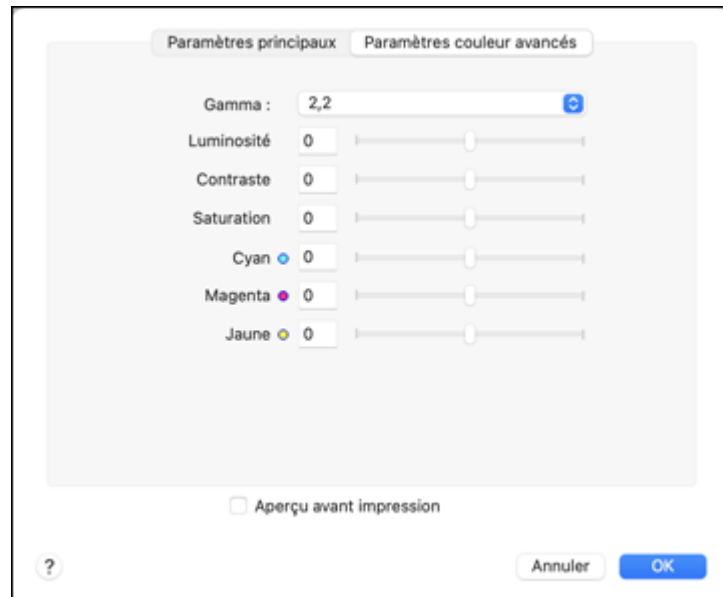 Paramètres principaux Paramètres couleur avancés
Gamma : 2,2
Luminosité 0
Contraste 0
Saturation 0
Cyan 0
Magenta 0
Jaune 0
Aperçu avant impression
? Annuler OK